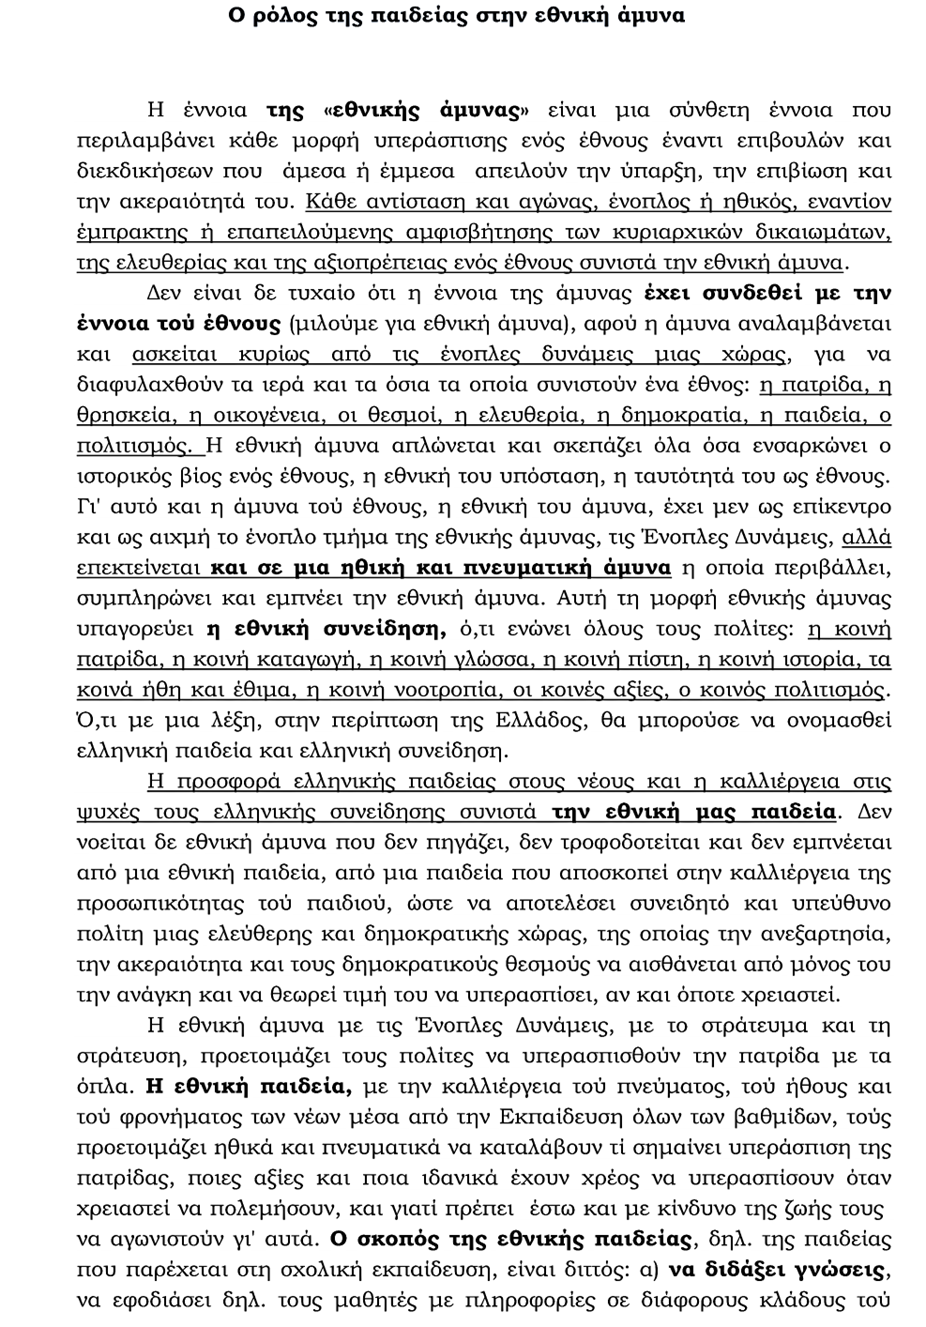 Ο ρόλος της παιδείας στην εθνική άμυνα
Η έννοια της «εθνικής άμυνας» είναι μια σύνθετη έννοια που
περιλαμβάνει κάθε μορφή υπεράσπισης ενός έθνους έναντι επιβουλών και
διεκδικήσεων που άμεσα ή έμμεσα απειλούν την ύπαρξη, την επιβίωση και
την ακεραιότητά του. Κάθε αντίσταση και αγώνας, ένοπλος ή ηθικός, εναντίον
έμπρακτης ή επαπειλούμενης αμφισβήτησης των κυριαρχικών δικαιωμάτων,
της ελευθερίας και της αξιοπρέπειας ενός έθνους συνιστά την εθνική άμυνα.
Δεν είναι δε τυχαίο ότι η έννοια της άμυνας έχει συνδεθεί με την
έννοια τού έθνους (μιλούμε για εθνική άμυνα), αφού η άμυνα αναλαμβάνεται
και ασκείται κυρίως από τις ένοπλες δυνάμεις μιας χώρας, για να
διαφυλαχθούν τα ιερά και τα όσια τα οποία συνιστούν ένα έθνος: η πατρίδα, η
θρησκεία, η οικογένεια, οι θεσμοί, η ελευθερία, η δημοκρατία, η παιδεία, ο
πολιτισμός. Η εθνική άμυνα απλώνεται και σκεπάζει όλα όσα ενσαρκώνει ο
ιστορικός βίος ενός έθνους, η εθνική του υπόσταση, η ταυτότητά του ως έθνους.
Γι' αυτό και η άμυνα τού έθνους, η εθνική του άμυνα, έχει μεν ως επίκεντρο
και ως αιχμή το ένοπλο τμήμα της εθνικής άμυνας, τις Ένοπλες Δυνάμεις, αλλά
επεκτείνεται και σε μια ηθική και πνευματική άμυνα η οποία περιβάλλει,
συμπληρώνει και εμπνέει την εθνική άμυνα. Αυτή τη μορφή εθνικής άμυνας
υπαγορεύει η εθνική συνείδηση, ό,τι ενώνει όλους τους πολίτες: η κοινή
πατρίδα, η κοινή καταγωγή, η κοινή γλώσσα, η κοινή πίστη, η κοινή ιστορία, τα
κοινά ήθη και έθιμα, η κοινή νοοτροπία, οι κοινές αξίες, ο κοινός πολιτισμός.
Ό,τι με μια λέξη, στην περίπτωση της Ελλάδος, θα μπορούσε να ονομασθεί
ελληνική παιδεία και ελληνική συνείδηση.
Η προσφορά ελληνικής παιδείας στους νέους και η καλλιέργεια στις
ψυχές τους ελληνικής συνείδησης συνιστά την εθνική μας παιδεία. Δεν
νοείται δε εθνική άμυνα που δεν πηγάζει, δεν τροφοδοτείται και δεν εμπνέεται
από μια εθνική παιδεία, από μια παιδεία που αποσκοπεί στην καλλιέργεια της
προσωπικότητας τού παιδιού, ώστε να αποτελέσει συνειδητό και υπεύθυνο
πολίτη μιας ελεύθερης και δημοκρατικής χώρας, της οποίας την ανεξαρτησία,
την ακεραιότητα και τους δημοκρατικούς θεσμούς να αισθάνεται από μόνος του
την ανάγκη και να θεωρεί τιμή του να υπερασπίσει, αν και όποτε χρειαστεί.
Η εθνική άμυνα με τις Ένοπλες Δυνάμεις, με το στράτευμα και τη
στράτευση, προετοιμάζει τους πολίτες να υπερασπισθούν την πατρίδα με τα
όπλα. Η εθνική παιδεία, με την καλλιέργεια τού πνεύματος, τού ήθους και
τού φρονήματος των νέων μέσα από την Εκπαίδευση όλων των βαθμίδων, τούς
προετοιμάζει ηθικά και πνευματικά να καταλάβουν τί σημαίνει υπεράσπιση της
πατρίδας, ποιες αξίες και ποια ιδανικά έχουν χρέος να υπερασπίσουν όταν
χρειαστεί να πολεμήσουν, και γιατί πρέπει έστω και με κίνδυνο της ζωής τους
να αγωνιστούν γι' αυτά. Ο σκοπός της εθνικής παιδείας, δηλ. της παιδείας
που παρέχεται στη σχολική εκπαίδευση, είναι διττός: α) να διδάξει γνώσεις,
να εφοδιάσει δηλ. τους μαθητές με πληροφορίες σε διάφορους κλάδους τού